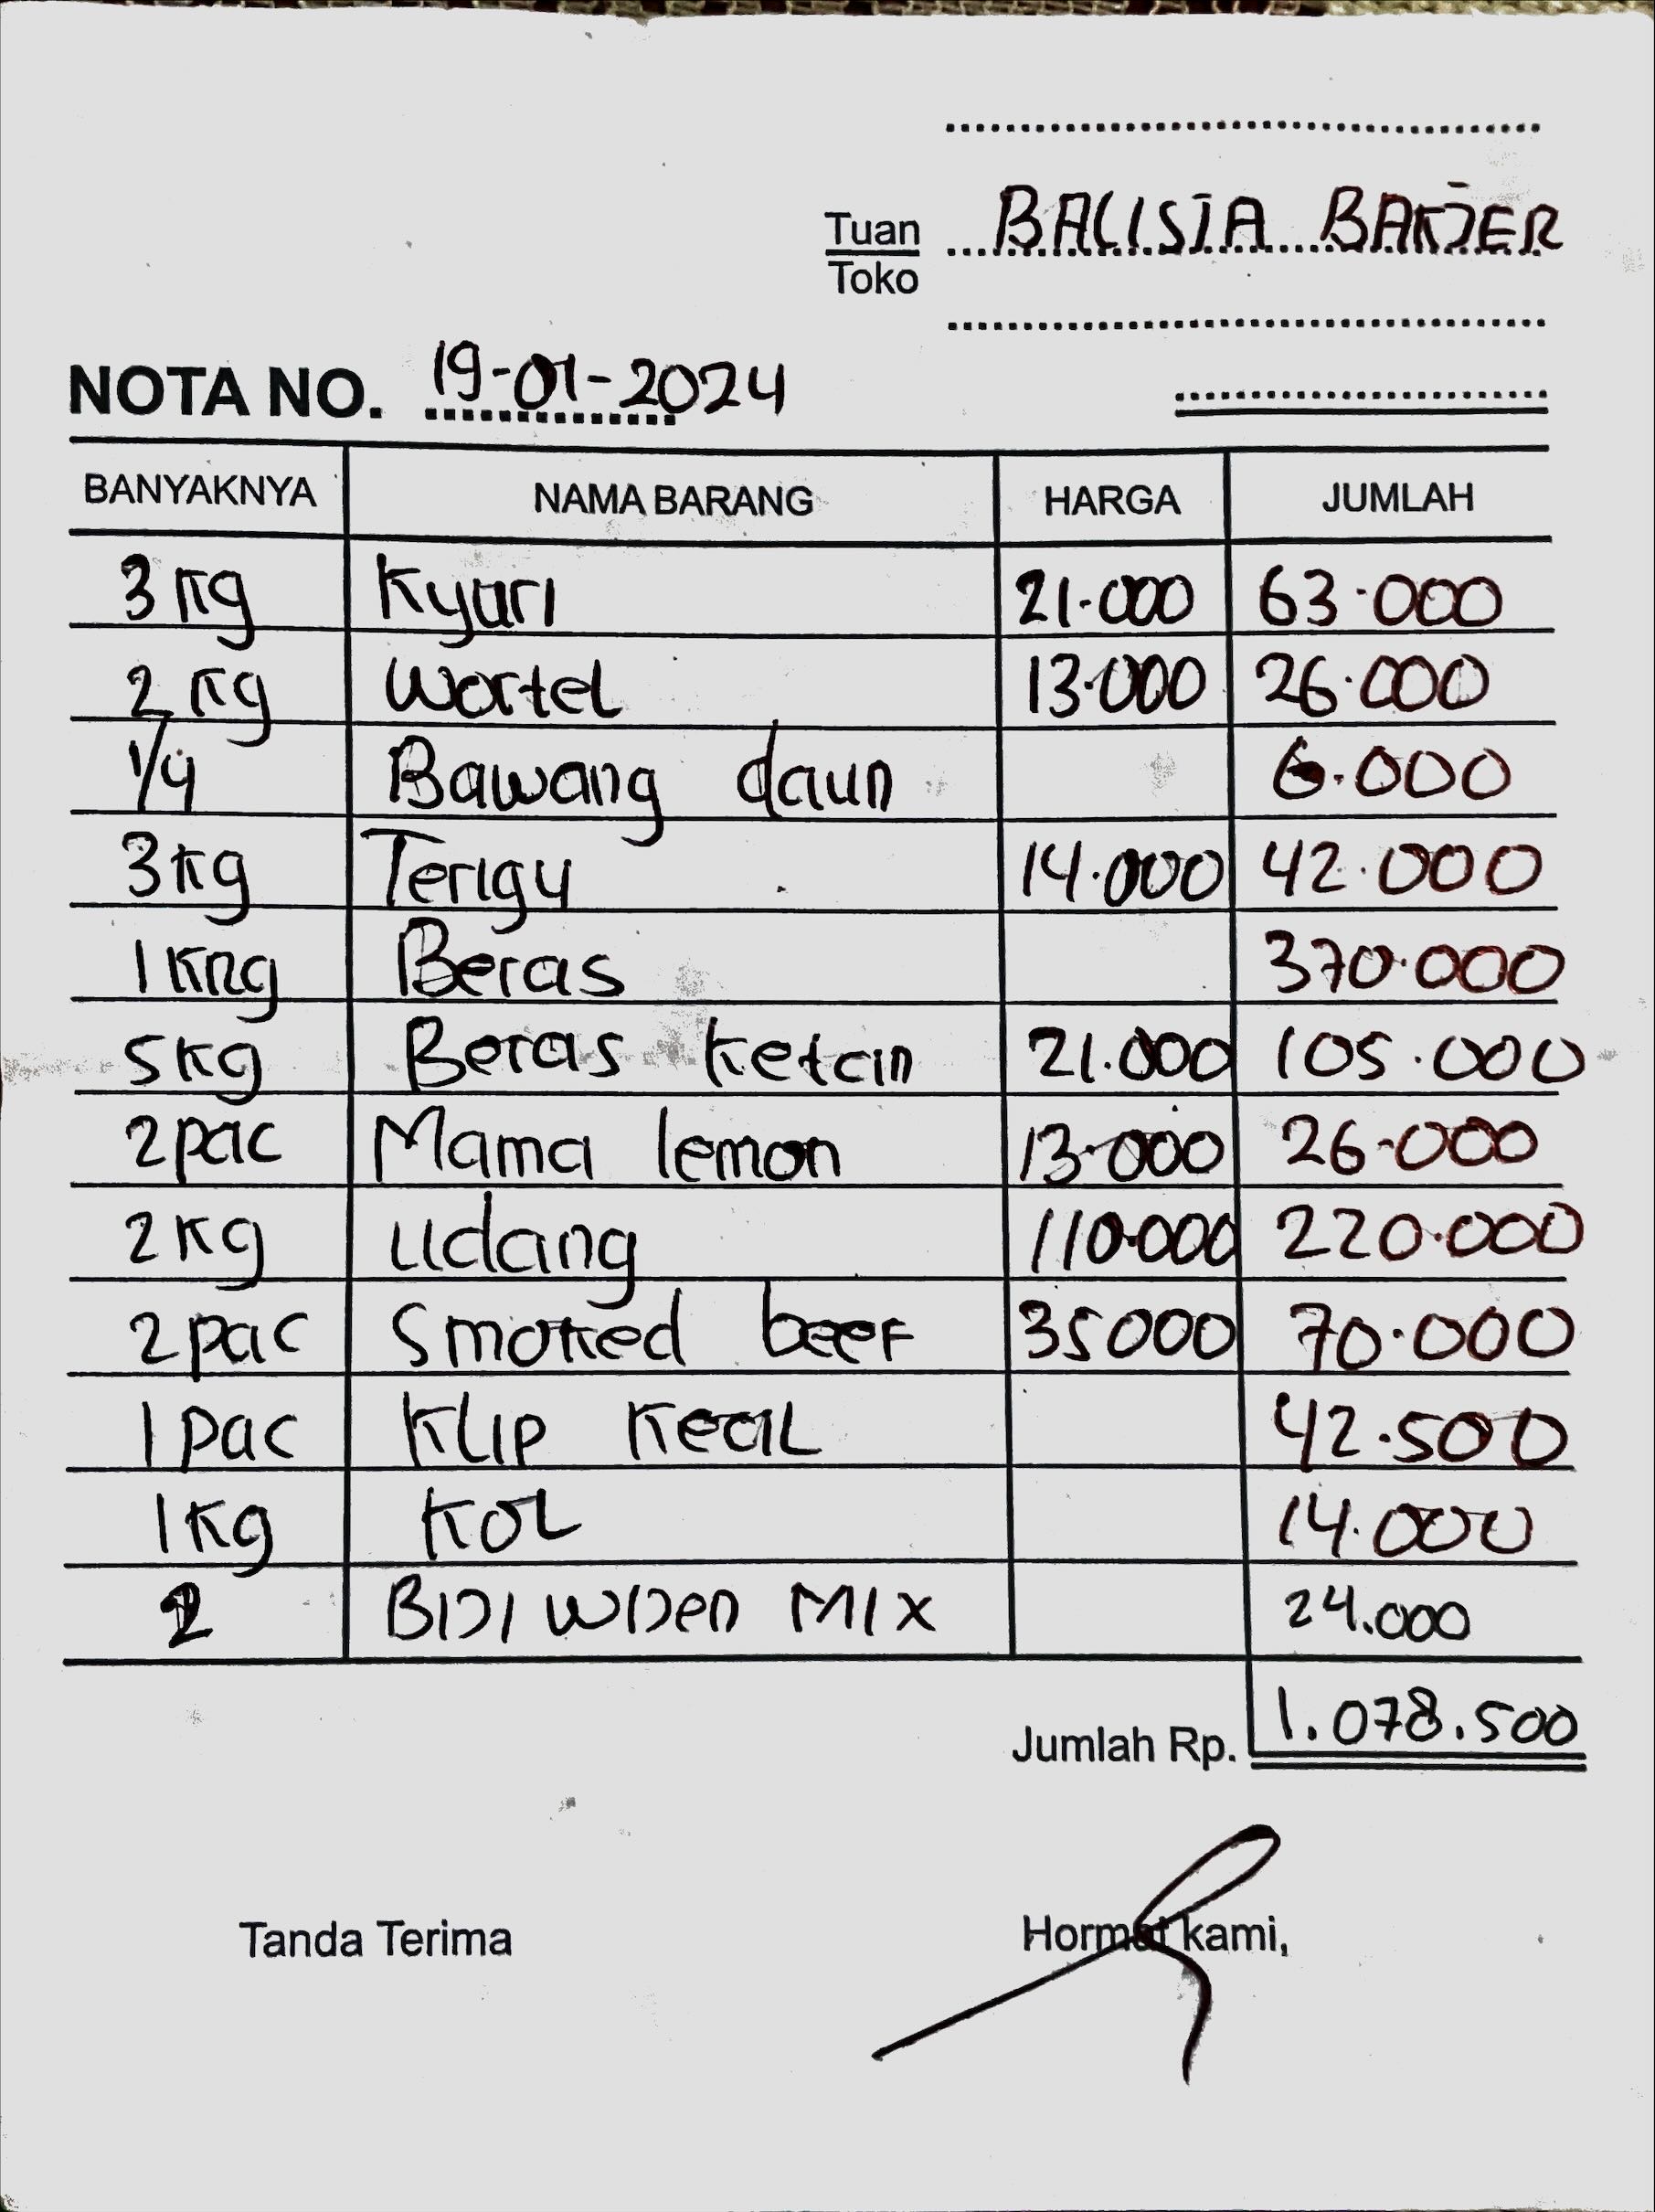 Tuan BALISIA BANJER
Toko
NOTA NO. 19-01-2024
BANYAKNYA NAMA BARANG HARGA JUMLAH
3 Kg Kyuri 21.000 63.000
2 Kg Wortel 13.000 26.000
1/4 Bawang daun 6.000
3 Kg Terigu 14.000 42.000
1 Krng Beras 370.000
5 Kg Beras Ketan 21.000 105.000
2 pac Mama lemon 13.000 26.000
2 Kg Udang 110.000 220.000
2 pac Smoked beef 35000 70.000
1 pac Klip Kecil 42.500
1 Kg KOL 14.000
2 BIJI WIJEN MIX 24.000
Jumlah Rp. 1.078.500
Tanda Terima Hormat kami,